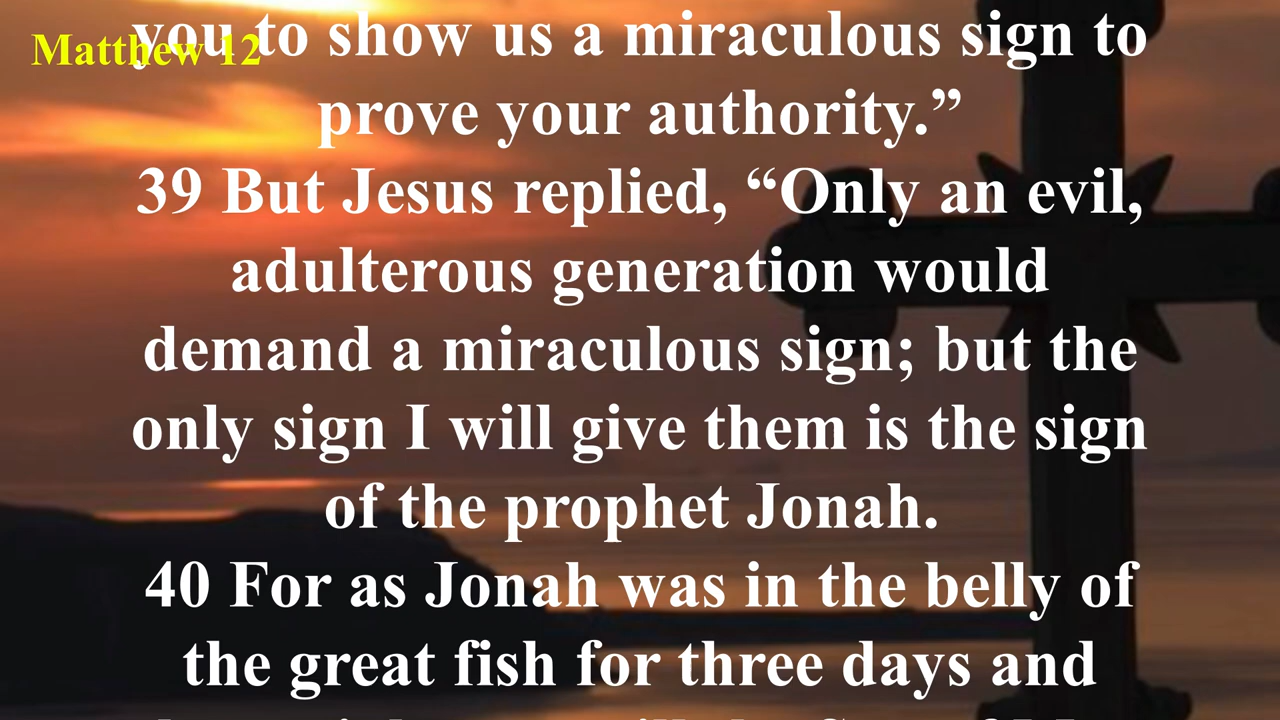 Matthew 12
you to show us a miraculous sign to
prove your authority.”
39 But Jesus replied, “Only an evil,
adulterous generation would
demand a miraculous sign; but the
only sign I will give them is the sign
of the prophet Jonah.
40 For as Jonah was in the belly of
the great fish for three days and